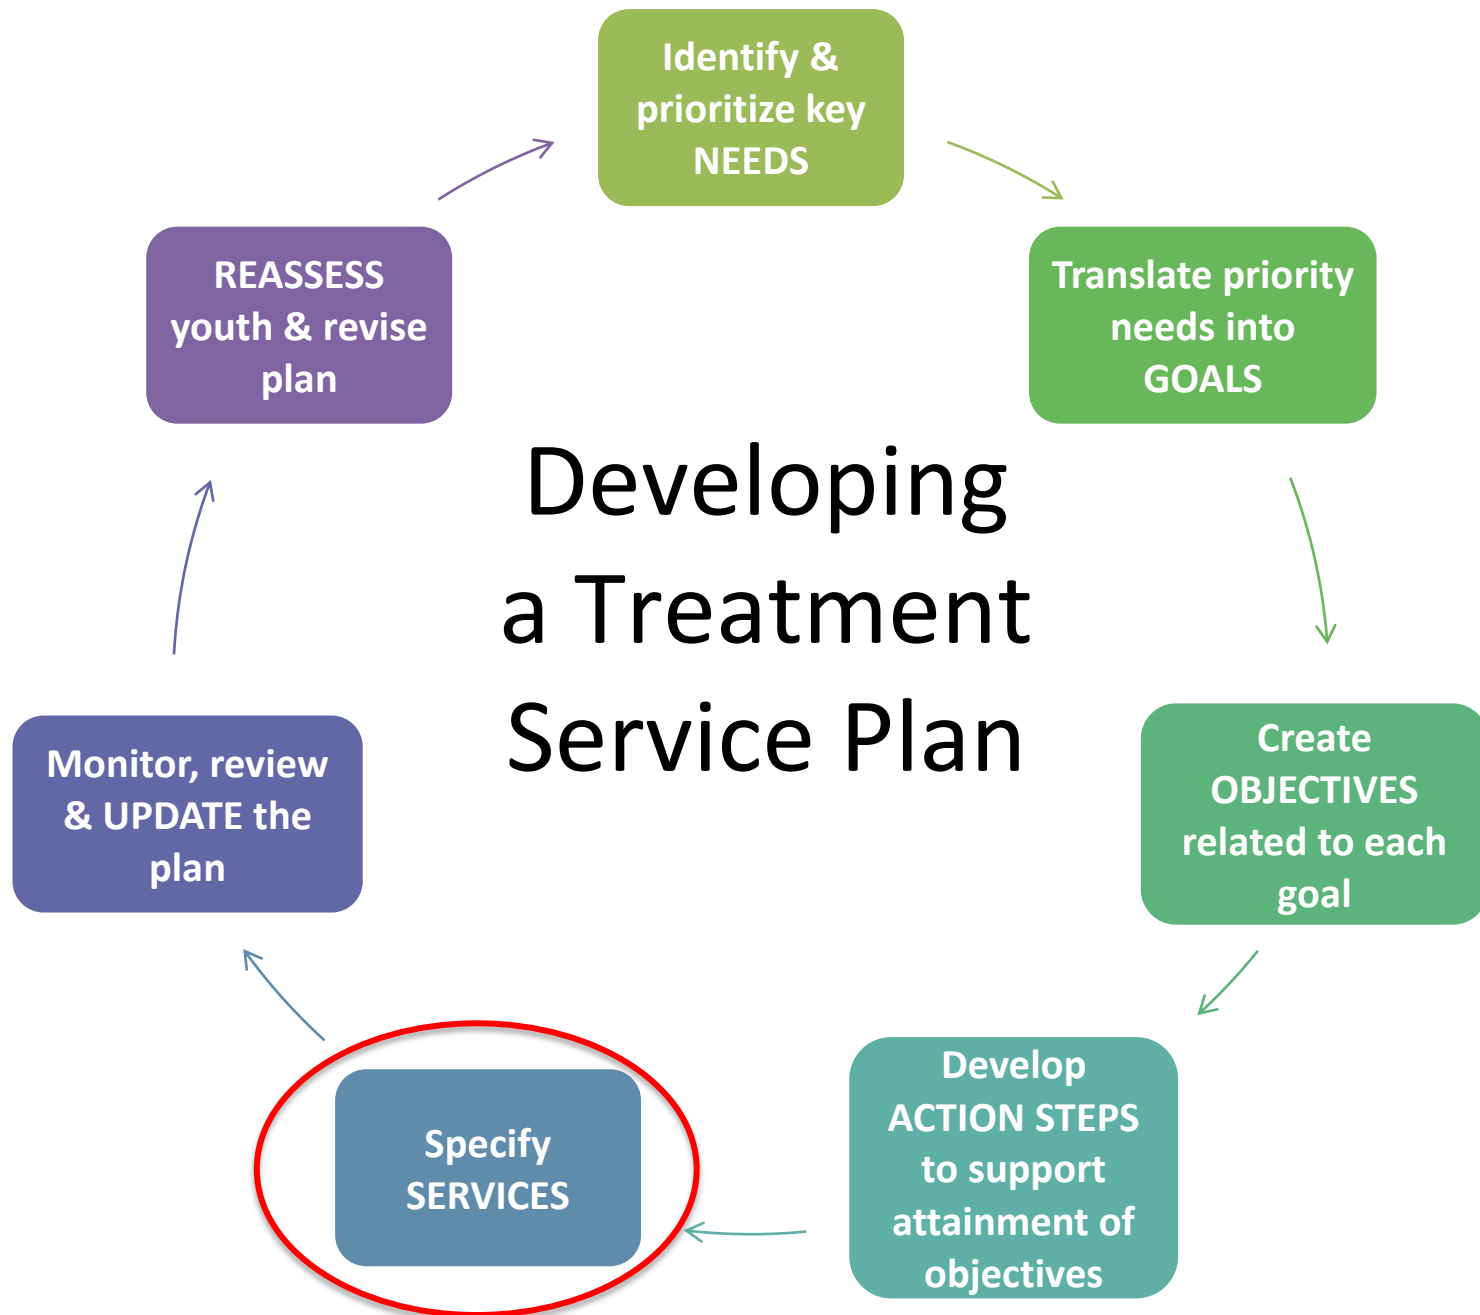 Identify &
prioritize key
NEEDS
Translate priority
needs into
GOALS
Create
OBJECTIVES
related to each
goal
Develop
ACTION STEPS
to support
attainment of
objectives
Specify
SERVICES
Monitor, review
& UPDATE the
plan
REASSESS
youth & revise
plan
Developing
a Treatment
Service Plan